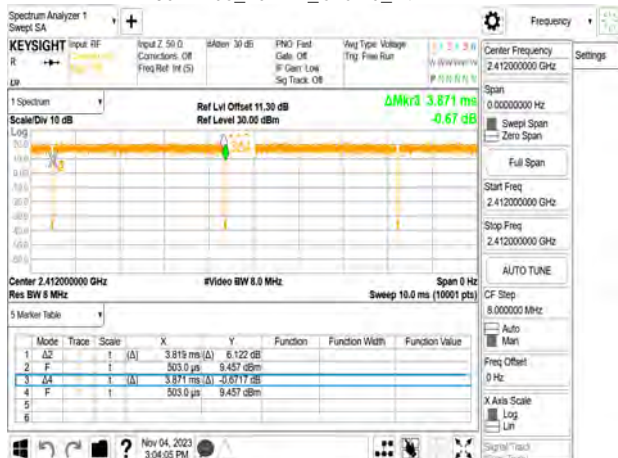 Spectrum Analyzer 1
Swept SA
Frequency
Settings
KEYSIGHT
Input: RF
Input Z: 50 Ω
#Atten: 30 dB
PNO: Fast
Avg Type: Voltage
Corrections: Off
Gate: Off
Trig: Free Run
Freq Ref: Int (S)
IF Gain: Low
Sig Track: Off
Center Frequency
2.412000000 GHz
Span
0.00000000 Hz
Swept Span
Zero Span
Full Span
Start Freq
2.412000000 GHz
Stop Freq
2.412000000 GHz
AUTO TUNE
CF Step
8.000000 MHz
Auto
Man
Freq Offset
0 Hz
X Axis Scale
Log
Lin
1 Spectrum
Ref Lvl Offset 11.30 dB
ΔMkr3 3.871 ms
Scale/Div 10 dB
Ref Level 30.00 dBm
-0.67 dB
Log
Center 2.412000000 GHz
#Video BW 8.0 MHz
Span 0 Hz
Res BW 8 MHz
Sweep 10.0 ms (10001 pts)
5 Marker Table
Mode Trace Scale X Y Function Function Width Function Value
1 Δ2 t (Δ) 3.819 ms (Δ) 6.122 dB
2 F t 503.0 µs 9.457 dBm
3 Δ4 t (Δ) 3.871 ms (Δ) -0.6717 dB
4 F t 503.0 µs 9.457 dBm
5
6
Nov 04, 2023
3:04:05 PM